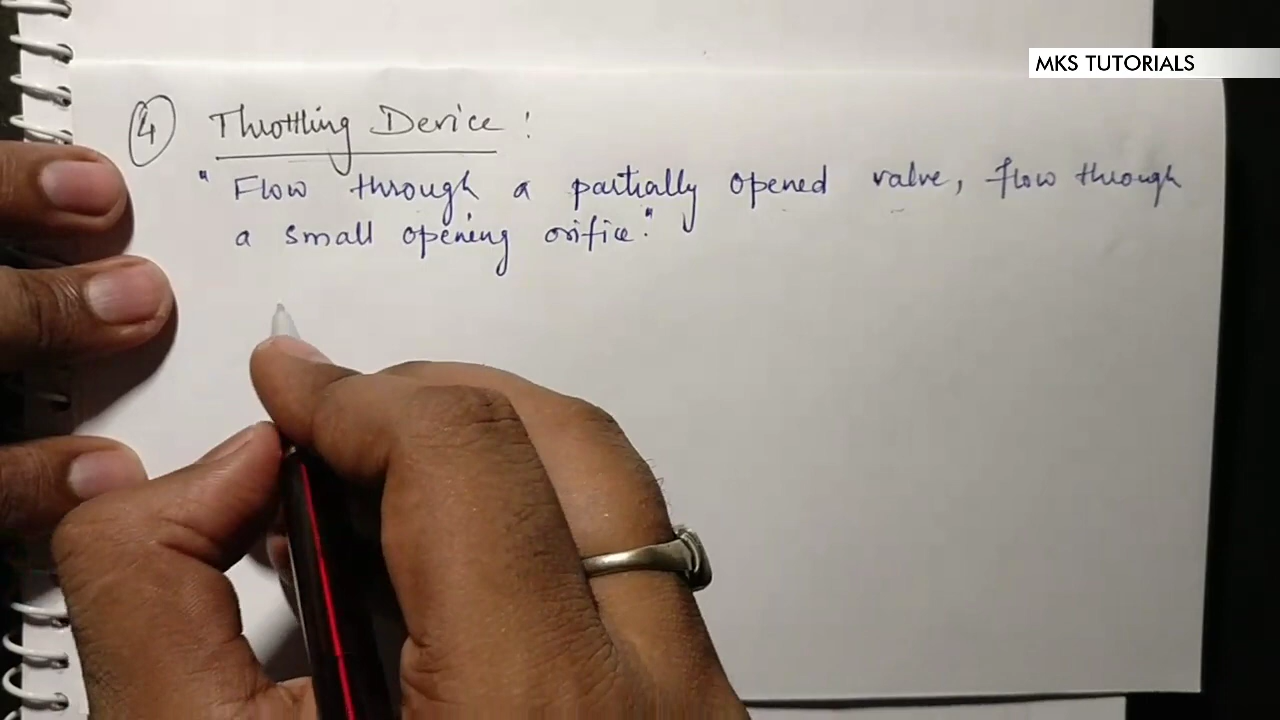 MKS TUTORIALS
4 Throttling Device :
" Flow through a partially opened valve, flow through
a small opening orifice."